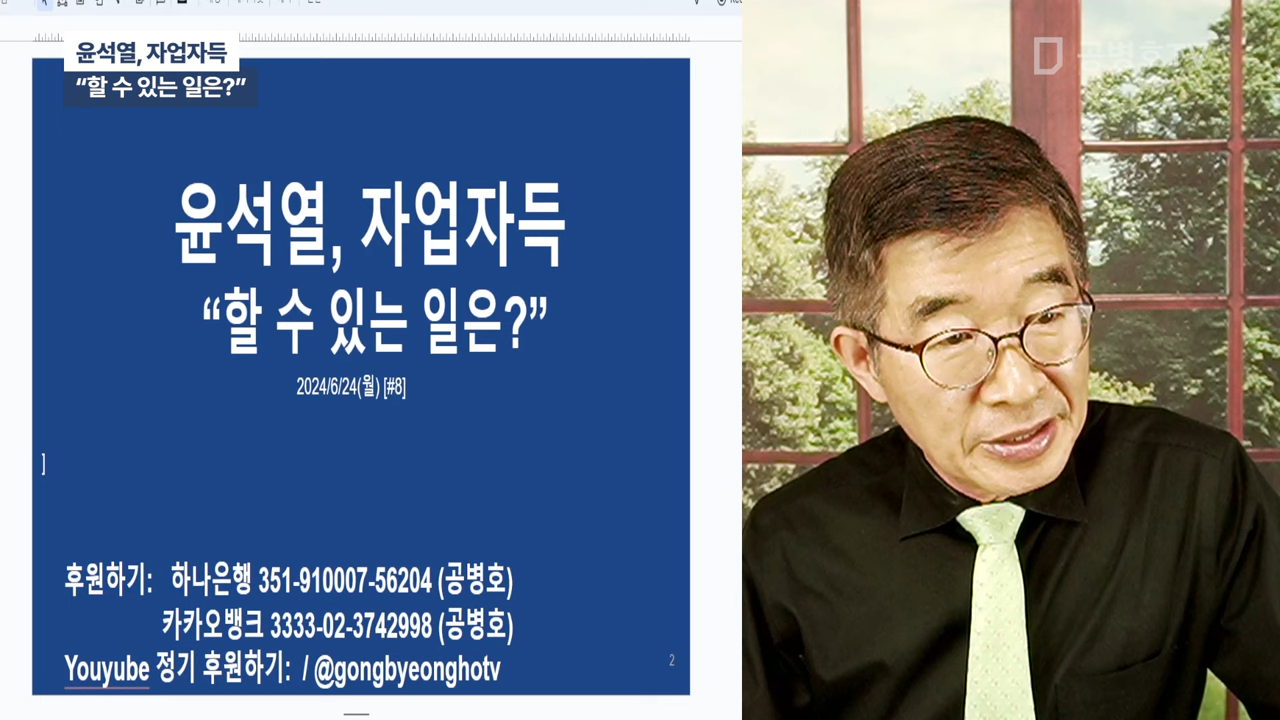 윤석열, 자업자득
“할 수 있는 일은?”
윤석열, 자업자득
“할 수 있는 일은?”
2024/6/24(월) [#8]
]
후원하기: 하나은행 351-910007-56204 (공병호)
카카오뱅크 3333-02-3742998 (공병호)
Youyube 정기 후원하기: / @gongbyeonghotv
2
공병호